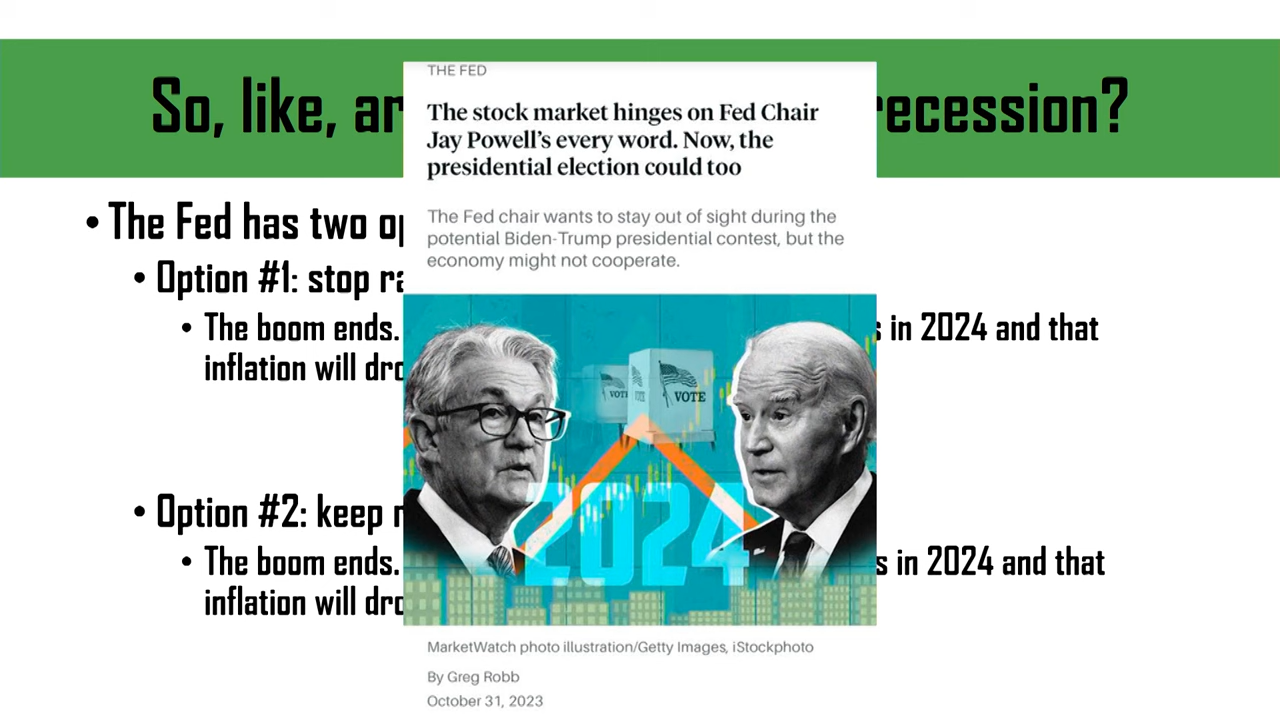 So, like, ar
recession?
• The Fed has two op
• Option #1: stop ra
• The boom ends.
s in 2024 and that
inflation will dro
• Option #2: keep
• The boom ends.
s in 2024 and that
inflation will dro
THE FED
The stock market hinges on Fed Chair
Jay Powell's every word. Now, the
presidential election could too
The Fed chair wants to stay out of sight during the
potential Biden-Trump presidential contest, but the
economy might not cooperate.
VOTE
VOTE
2024
MarketWatch photo illustration/Getty Images, iStockphoto
By Greg Robb
October 31, 2023